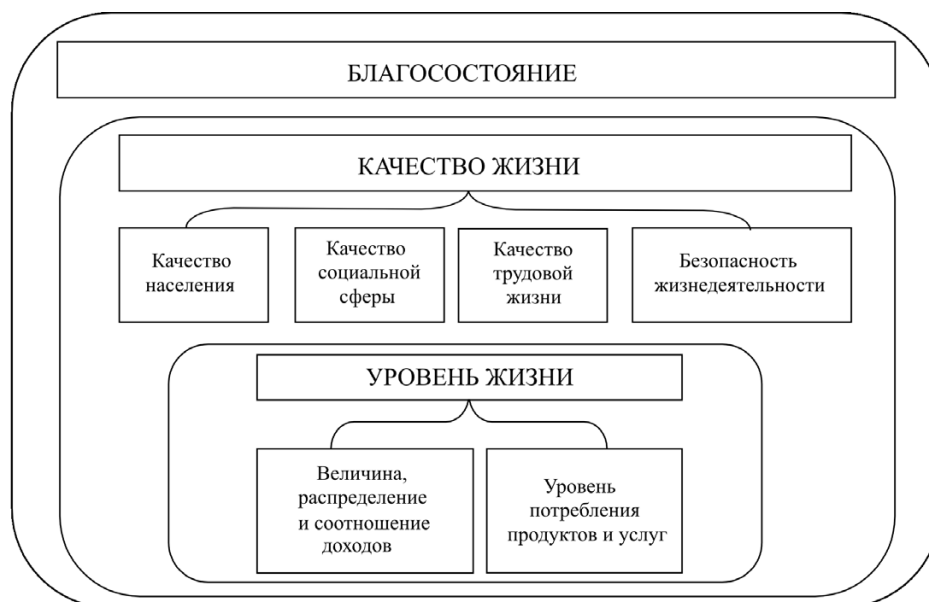 БЛАГОСОСТОЯНИЕ
КАЧЕСТВО ЖИЗНИ
Качество
населения
Качество
социальной
сферы
Качество
трудовой
жизни
Безопасность
жизнедеятельности
УРОВЕНЬ ЖИЗНИ
Величина,
распределение
и соотношение
доходов
Уровень
потребления
продуктов и услуг